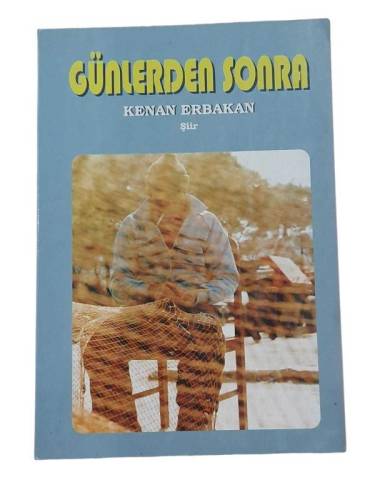 GÜNLERDEN SONRA
KENAN ERBAKAN
Şiir